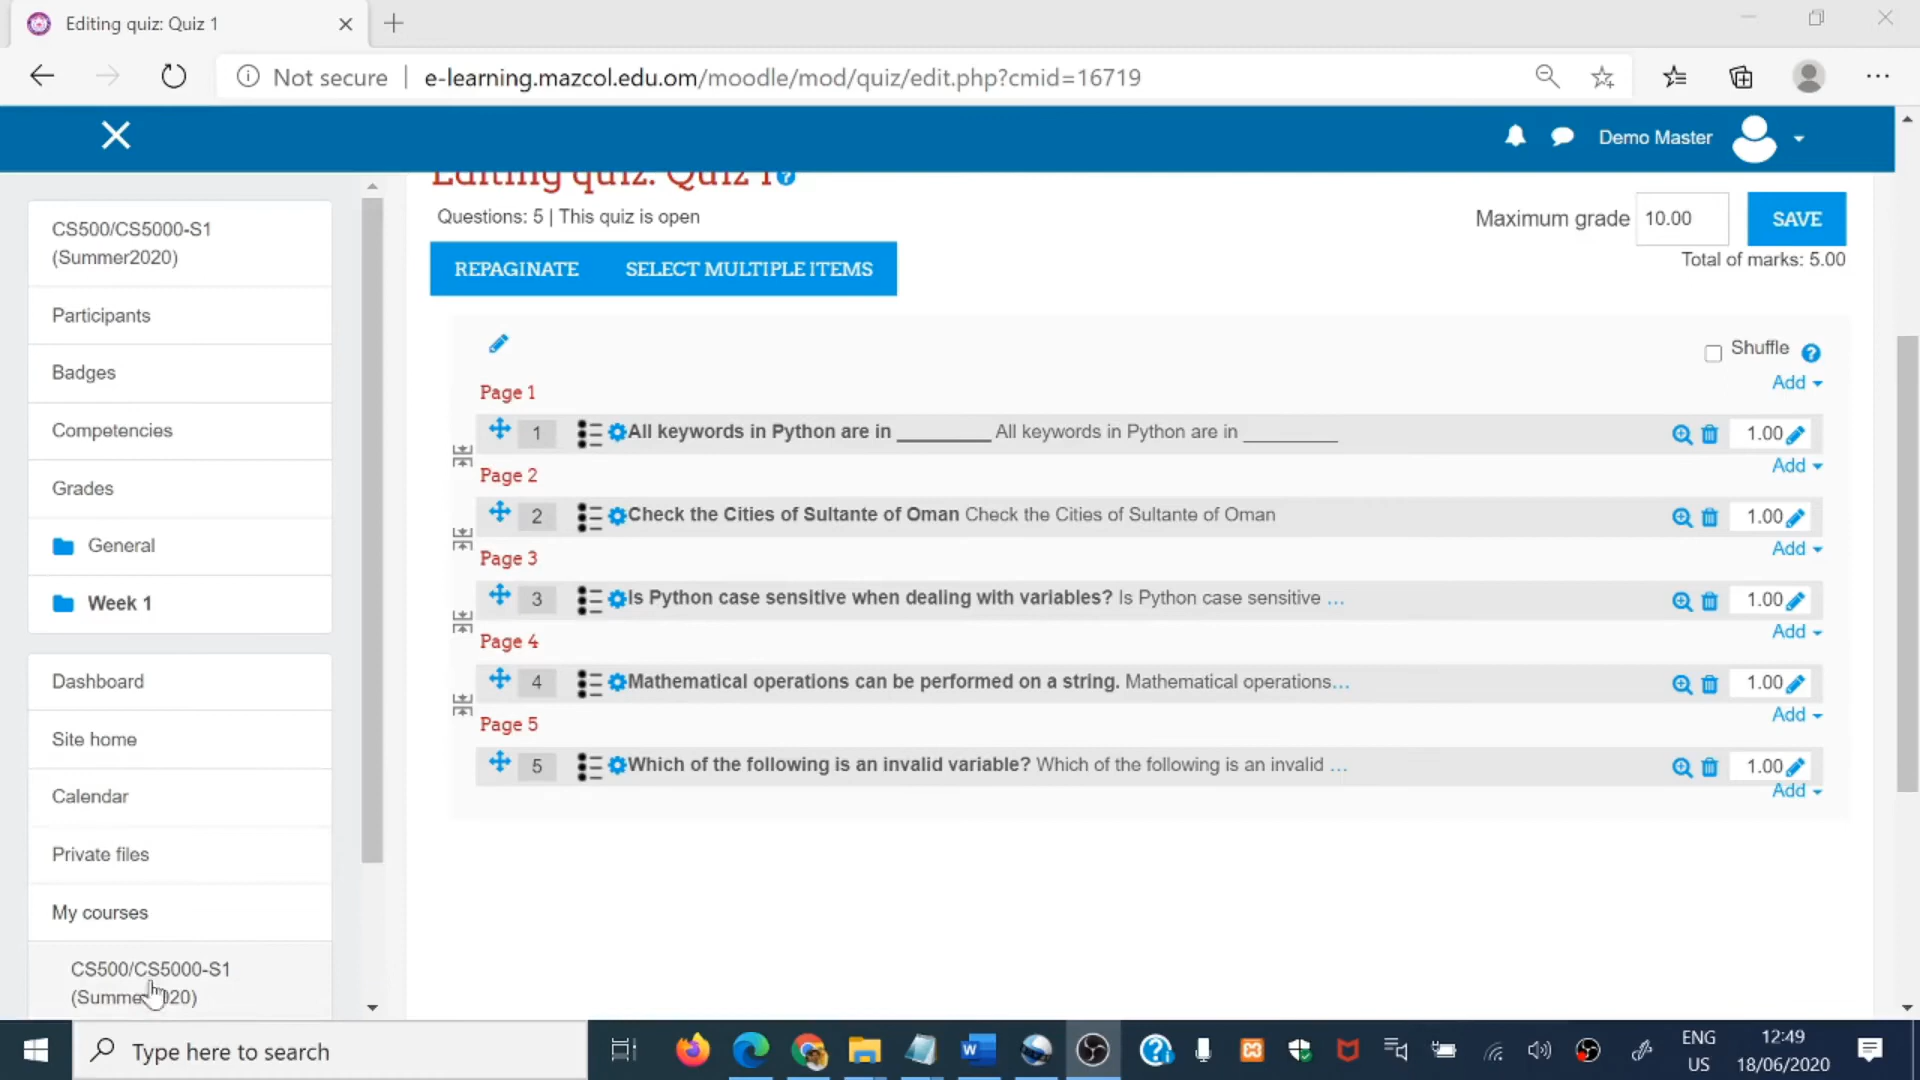 Editing quiz: Quiz 1
Not secure | e-learning.mazcol.edu.om/moodle/mod/quiz/edit.php?cmid=16719
Demo Master
Editing quiz: Quiz 1
Questions: 5 | This quiz is open
Maximum grade 10.00 SAVE
Total of marks: 5.00
REPAGINATE SELECT MULTIPLE ITEMS
Shuffle
Add
Page 1
1 All keywords in Python are in __________ All keywords in Python are in __________ 1.00
Add
Page 2
2 Check the Cities of Sultante of Oman Check the Cities of Sultante of Oman 1.00
Add
Page 3
3 Is Python case sensitive when dealing with variables? Is Python case sensitive ... 1.00
Add
Page 4
4 Mathematical operations can be performed on a string. Mathematical operations... 1.00
Add
Page 5
5 Which of the following is an invalid variable? Which of the following is an invalid ... 1.00
Add
CS500/CS5000-S1
(Summer2020)
Participants
Badges
Competencies
Grades
General
Week 1
Dashboard
Site home
Calendar
Private files
My courses
CS500/CS5000-S1
(Summer2020)
Type here to search
ENG
US
12:49
18/06/2020